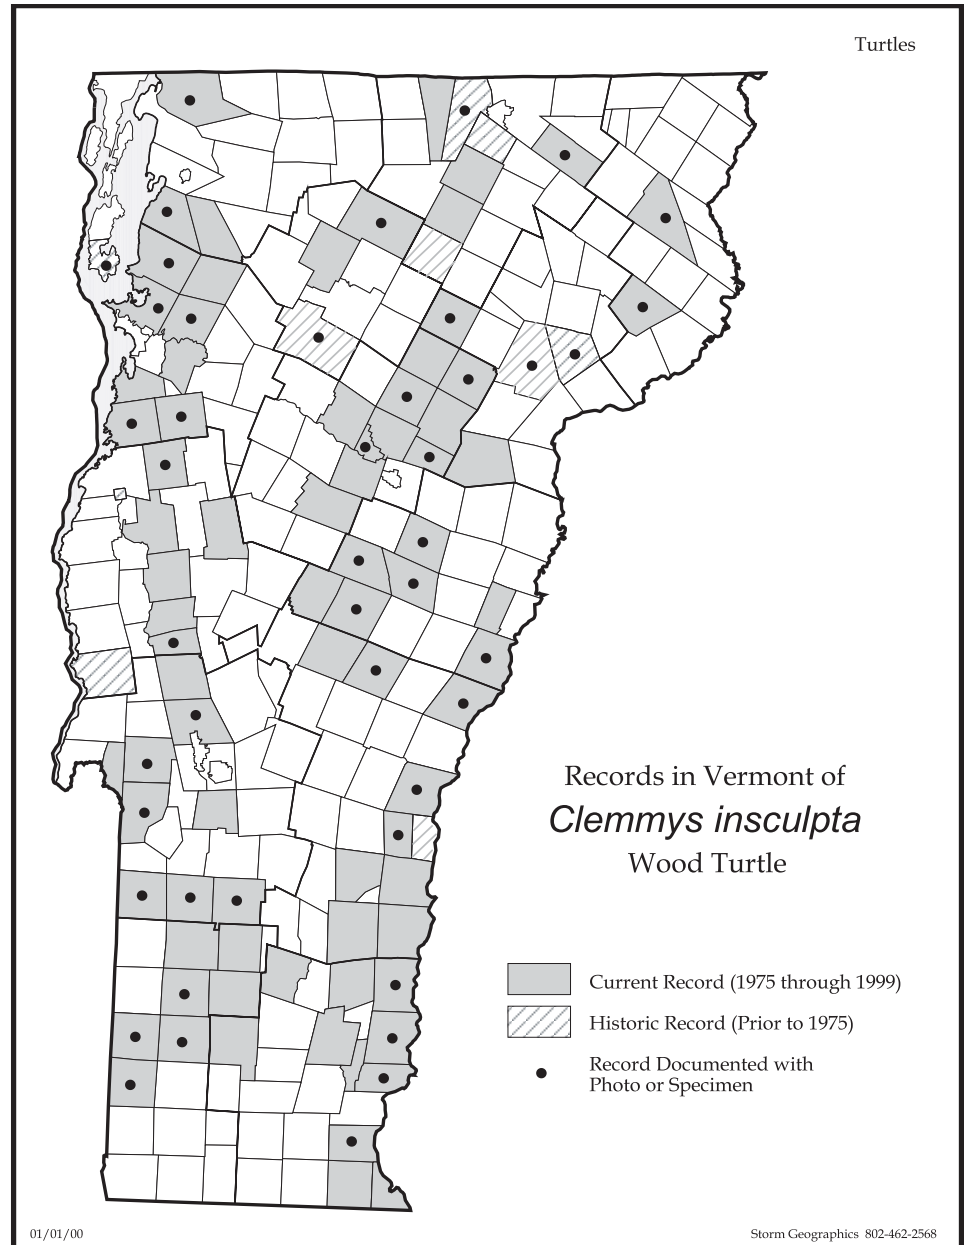 Turtles
Records in Vermont of
Clemmys insculpta
Wood Turtle
Current Record (1975 through 1999)
Historic Record (Prior to 1975)
Record Documented with
Photo or Specimen
01/01/00
Storm Geographics 802-462-2568